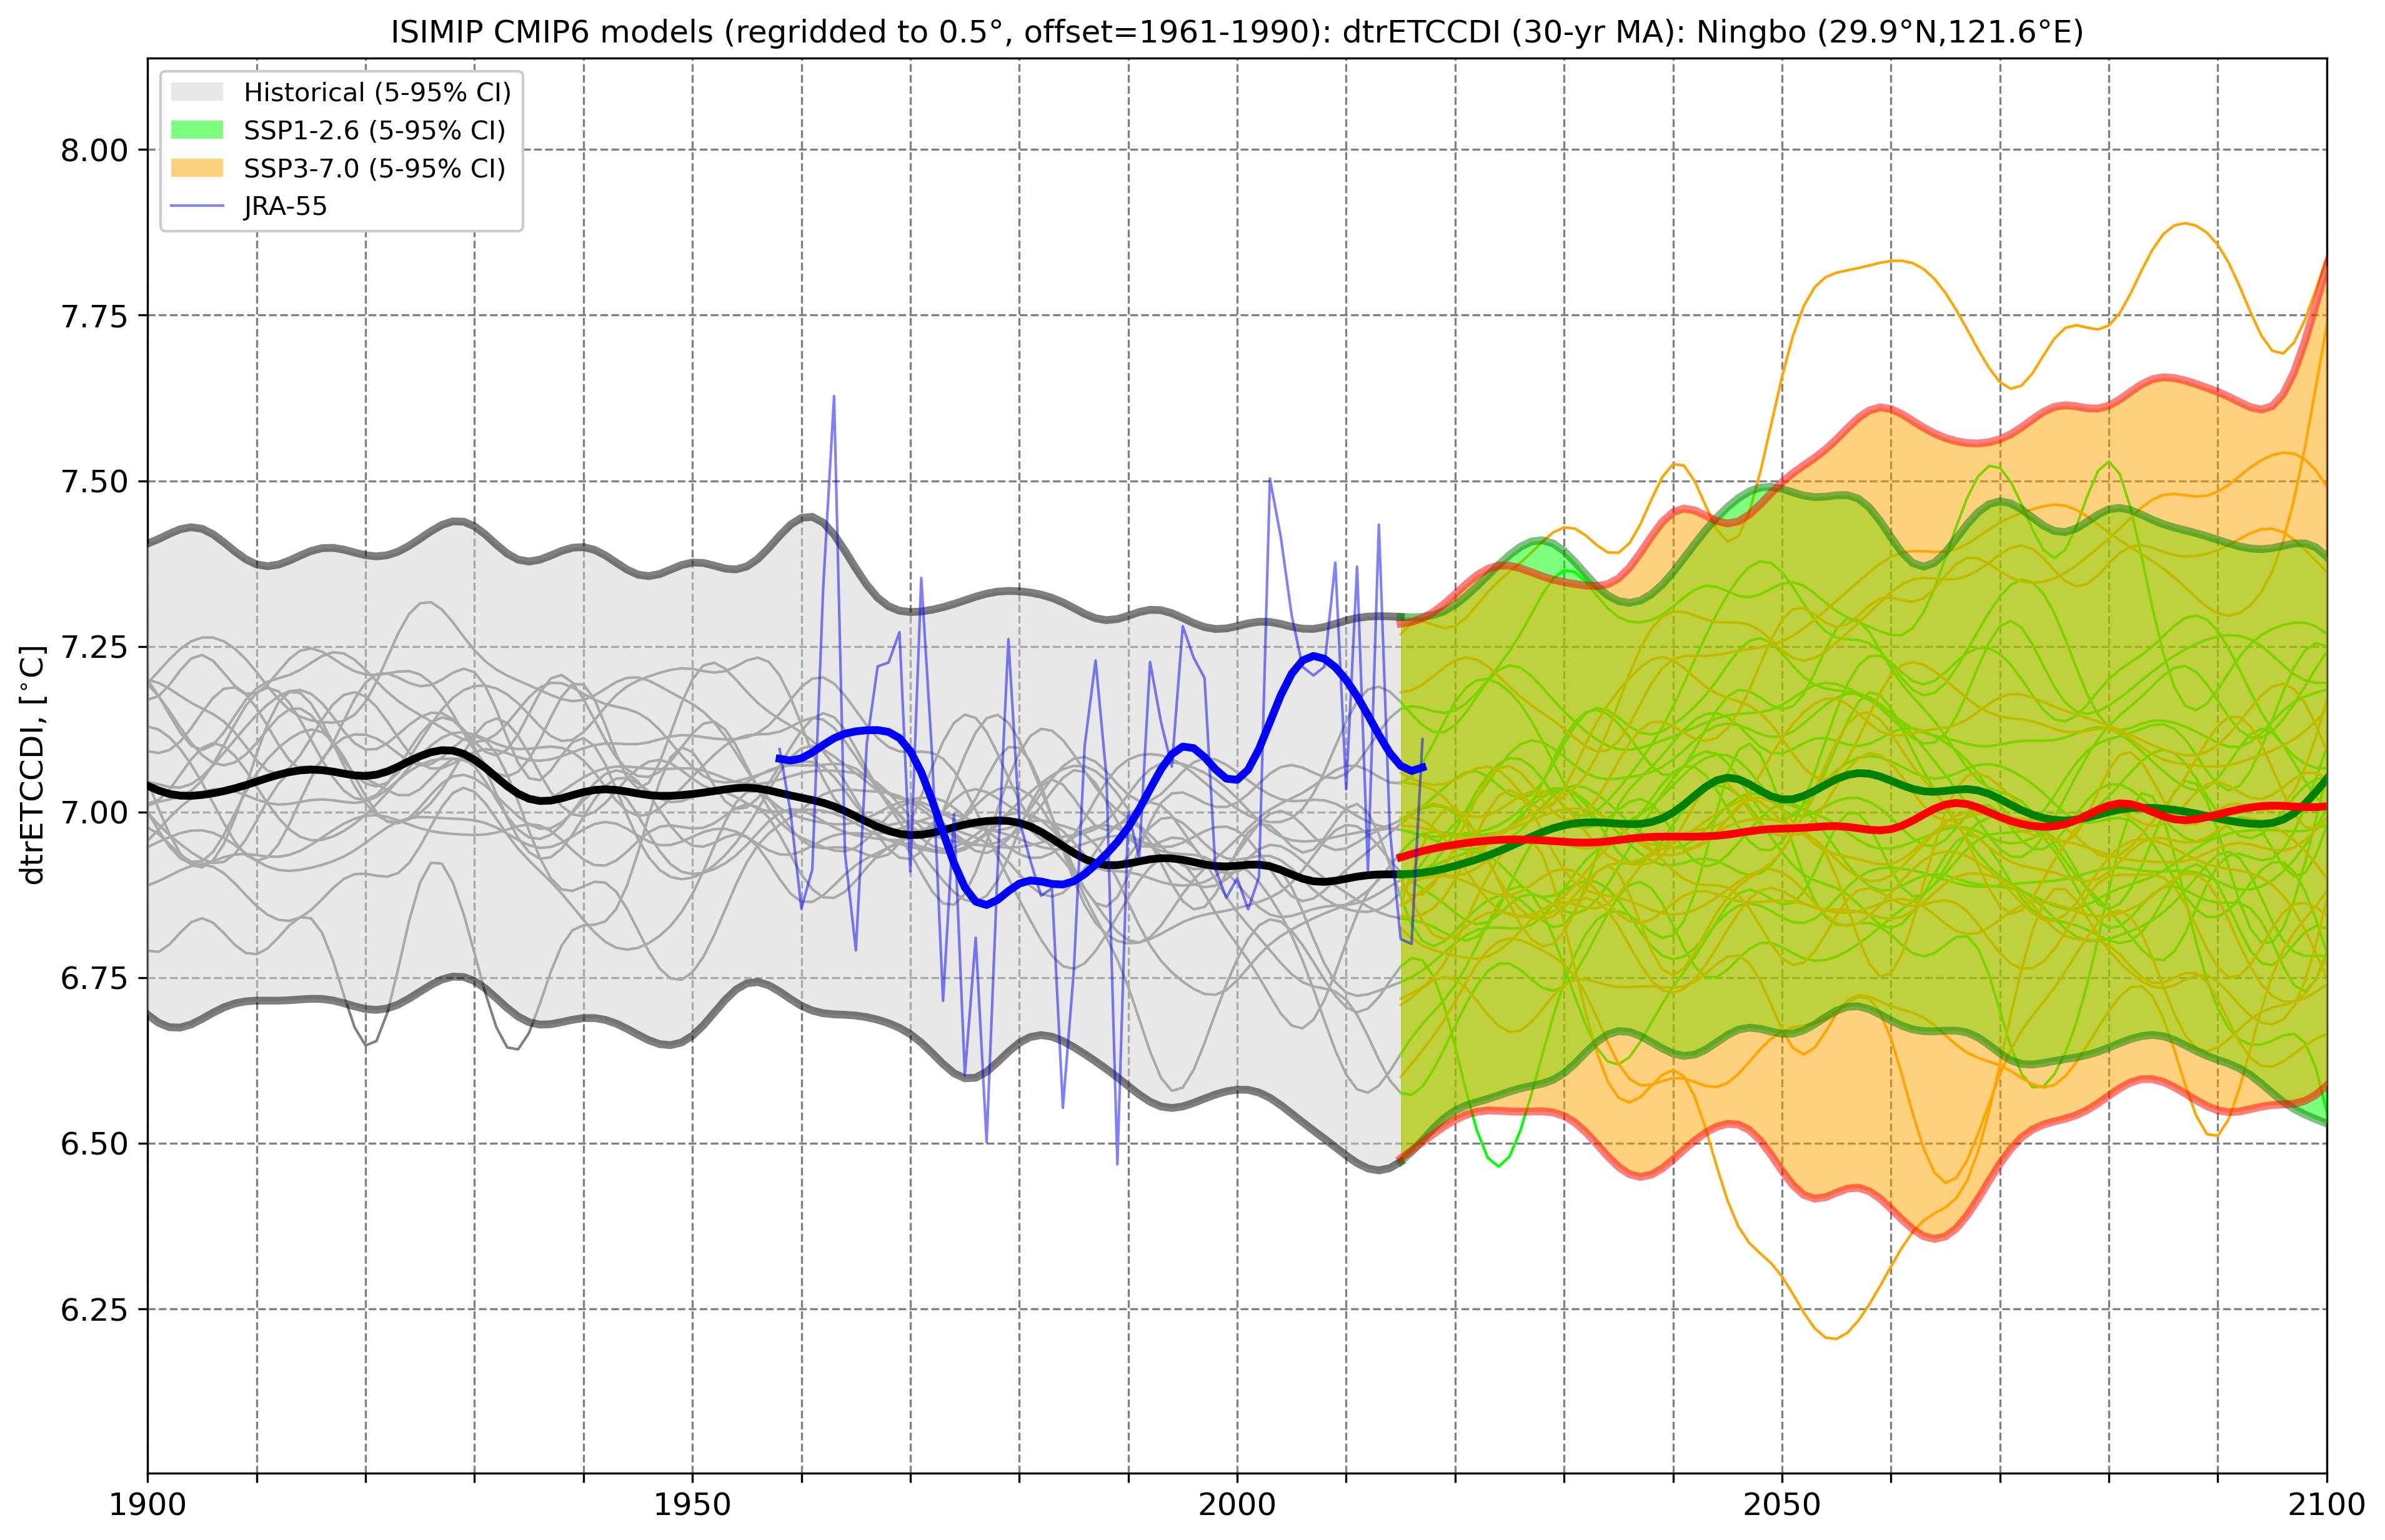 ISIMIP CMIP6 models (regridded to 0.5°, offset=1961-1990): dtrETCCDI (30-yr MA): Ningbo (29.9°N,121.6°E)
Historical (5-95% CI)
SSP1-2.6 (5-95% CI)
SSP3-7.0 (5-95% CI)
JRA-55
dtrETCCDI, [°C]
8.00
7.75
7.50
7.25
7.00
6.75
6.50
6.25
1900 1950 2000 2050 2100